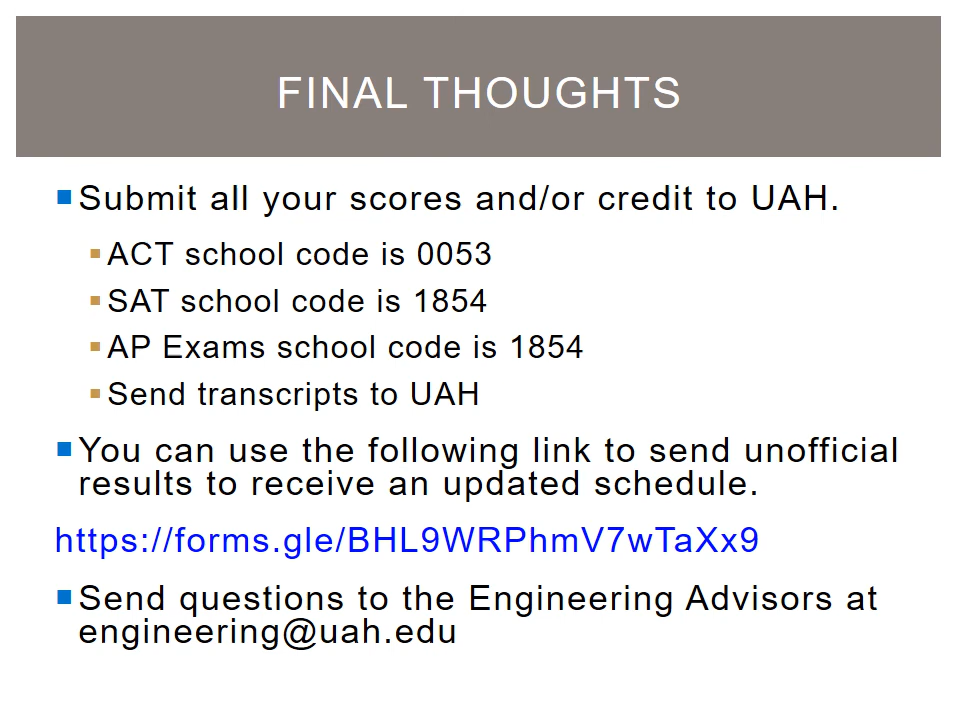 FINAL THOUGHTS
Submit all your scores and/or credit to UAH.
ACT school code is 0053
SAT school code is 1854
AP Exams school code is 1854
Send transcripts to UAH
You can use the following link to send unofficial
results to receive an updated schedule.
https://forms.gle/BHL9WRPhmV7wTaXx9
Send questions to the Engineering Advisors at
engineering@uah.edu